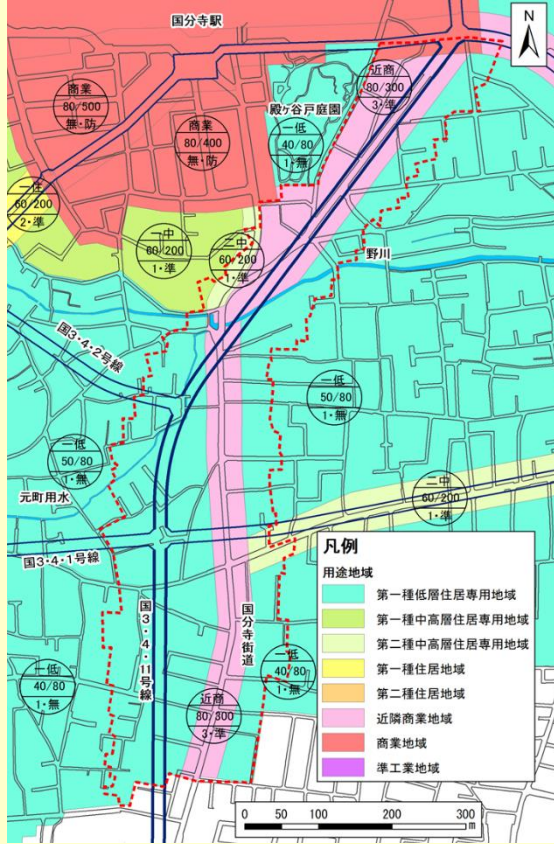 国分寺駅
N
商業
80/500
無・防
商業
80/400
無・防
殿ヶ谷戸庭園
一低
40/80
1・無
近商
80/300
3・準
一低
60/200
2・準
一中
60/200
1・準
二中
60/200
1・準
野川
国3・4・2号線
一低
50/80
1・無
一低
50/80
1・無
元町用水
二中
60/200
1・準
国3・4・1号線
国3・4・11号線
国分寺街道
一低
40/80
1・無
一低
40/80
1・無
近商
80/300
3・準
凡例
用途地域
第一種低層住居専用地域
第一種中高層住居専用地域
第二種中高層住居専用地域
第一種住居地域
第二種住居地域
近隣商業地域
商業地域
準工業地域
0 50 100 200 300
m